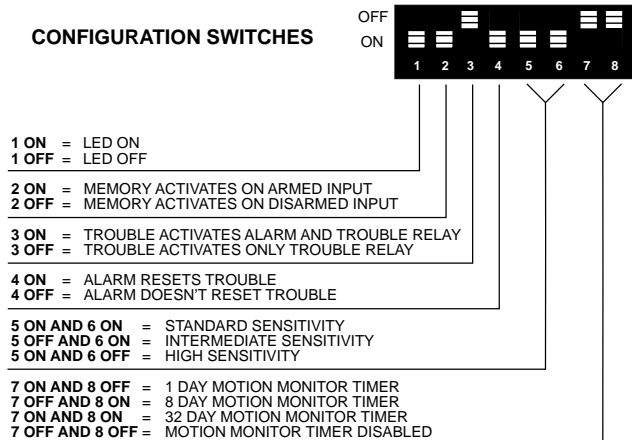 CONFIGURATION SWITCHES
OFF
ON
1 2 3 4 5 6 7 8
1 ON = LED ON
1 OFF = LED OFF
2 ON = MEMORY ACTIVATES ON ARMED INPUT
2 OFF = MEMORY ACTIVATES ON DISARMED INPUT
3 ON = TROUBLE ACTIVATES ALARM AND TROUBLE RELAY
3 OFF = TROUBLE ACTIVATES ONLY TROUBLE RELAY
4 ON = ALARM RESETS TROUBLE
4 OFF = ALARM DOESN'T RESET TROUBLE
5 ON AND 6 ON = STANDARD SENSITIVITY
5 OFF AND 6 ON = INTERMEDIATE SENSITIVITY
5 ON AND 6 OFF = HIGH SENSITIVITY
7 ON AND 8 OFF = 1 DAY MOTION MONITOR TIMER
7 OFF AND 8 ON = 8 DAY MOTION MONITOR TIMER
7 ON AND 8 ON = 32 DAY MOTION MONITOR TIMER
7 OFF AND 8 OFF = MOTION MONITOR TIMER DISABLED